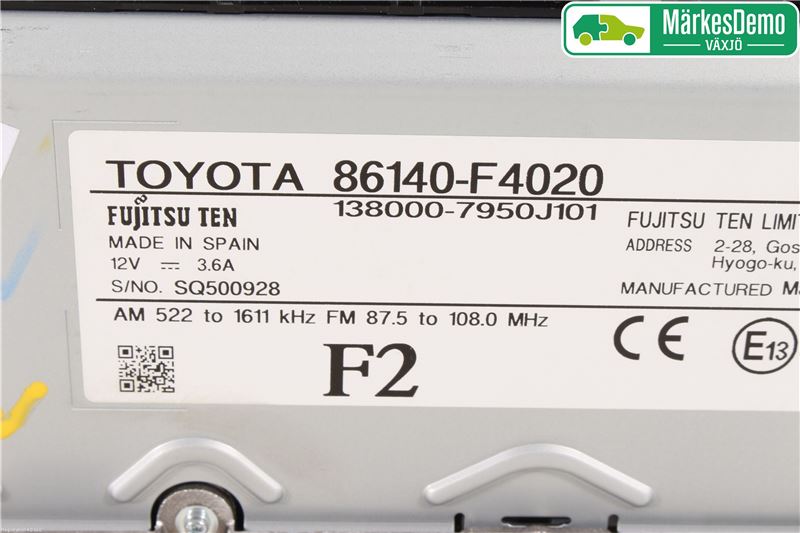 MärkesDemo
VÄXJÖ
TOYOTA 86140-F4020
FUJITSU TEN 138000-7950J101
MADE IN SPAIN
12V 3.6A
S/NO. SQ500928
FUJITSU TEN LIMIT
ADDRESS 2-28, Gos
Hyogo-ku,
MANUFACTURED Ma
AM 522 to 1611 kHz FM 87.5 to 108.0 MHz
F2
CE E13